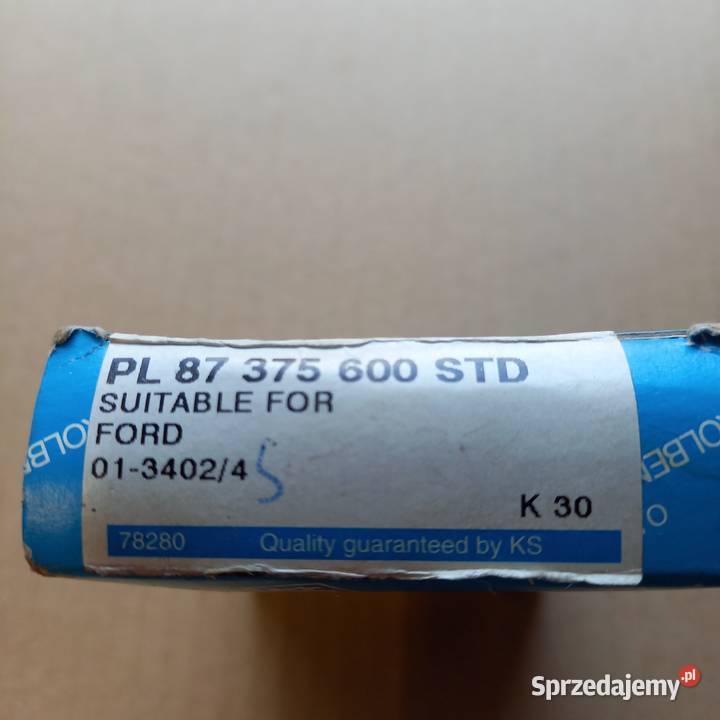 PL 87 375 600 STD
SUITABLE FOR
FORD
01-3402/4 5
K 30
78280 Quality guaranteed by KS
Sprzedajemy.pl